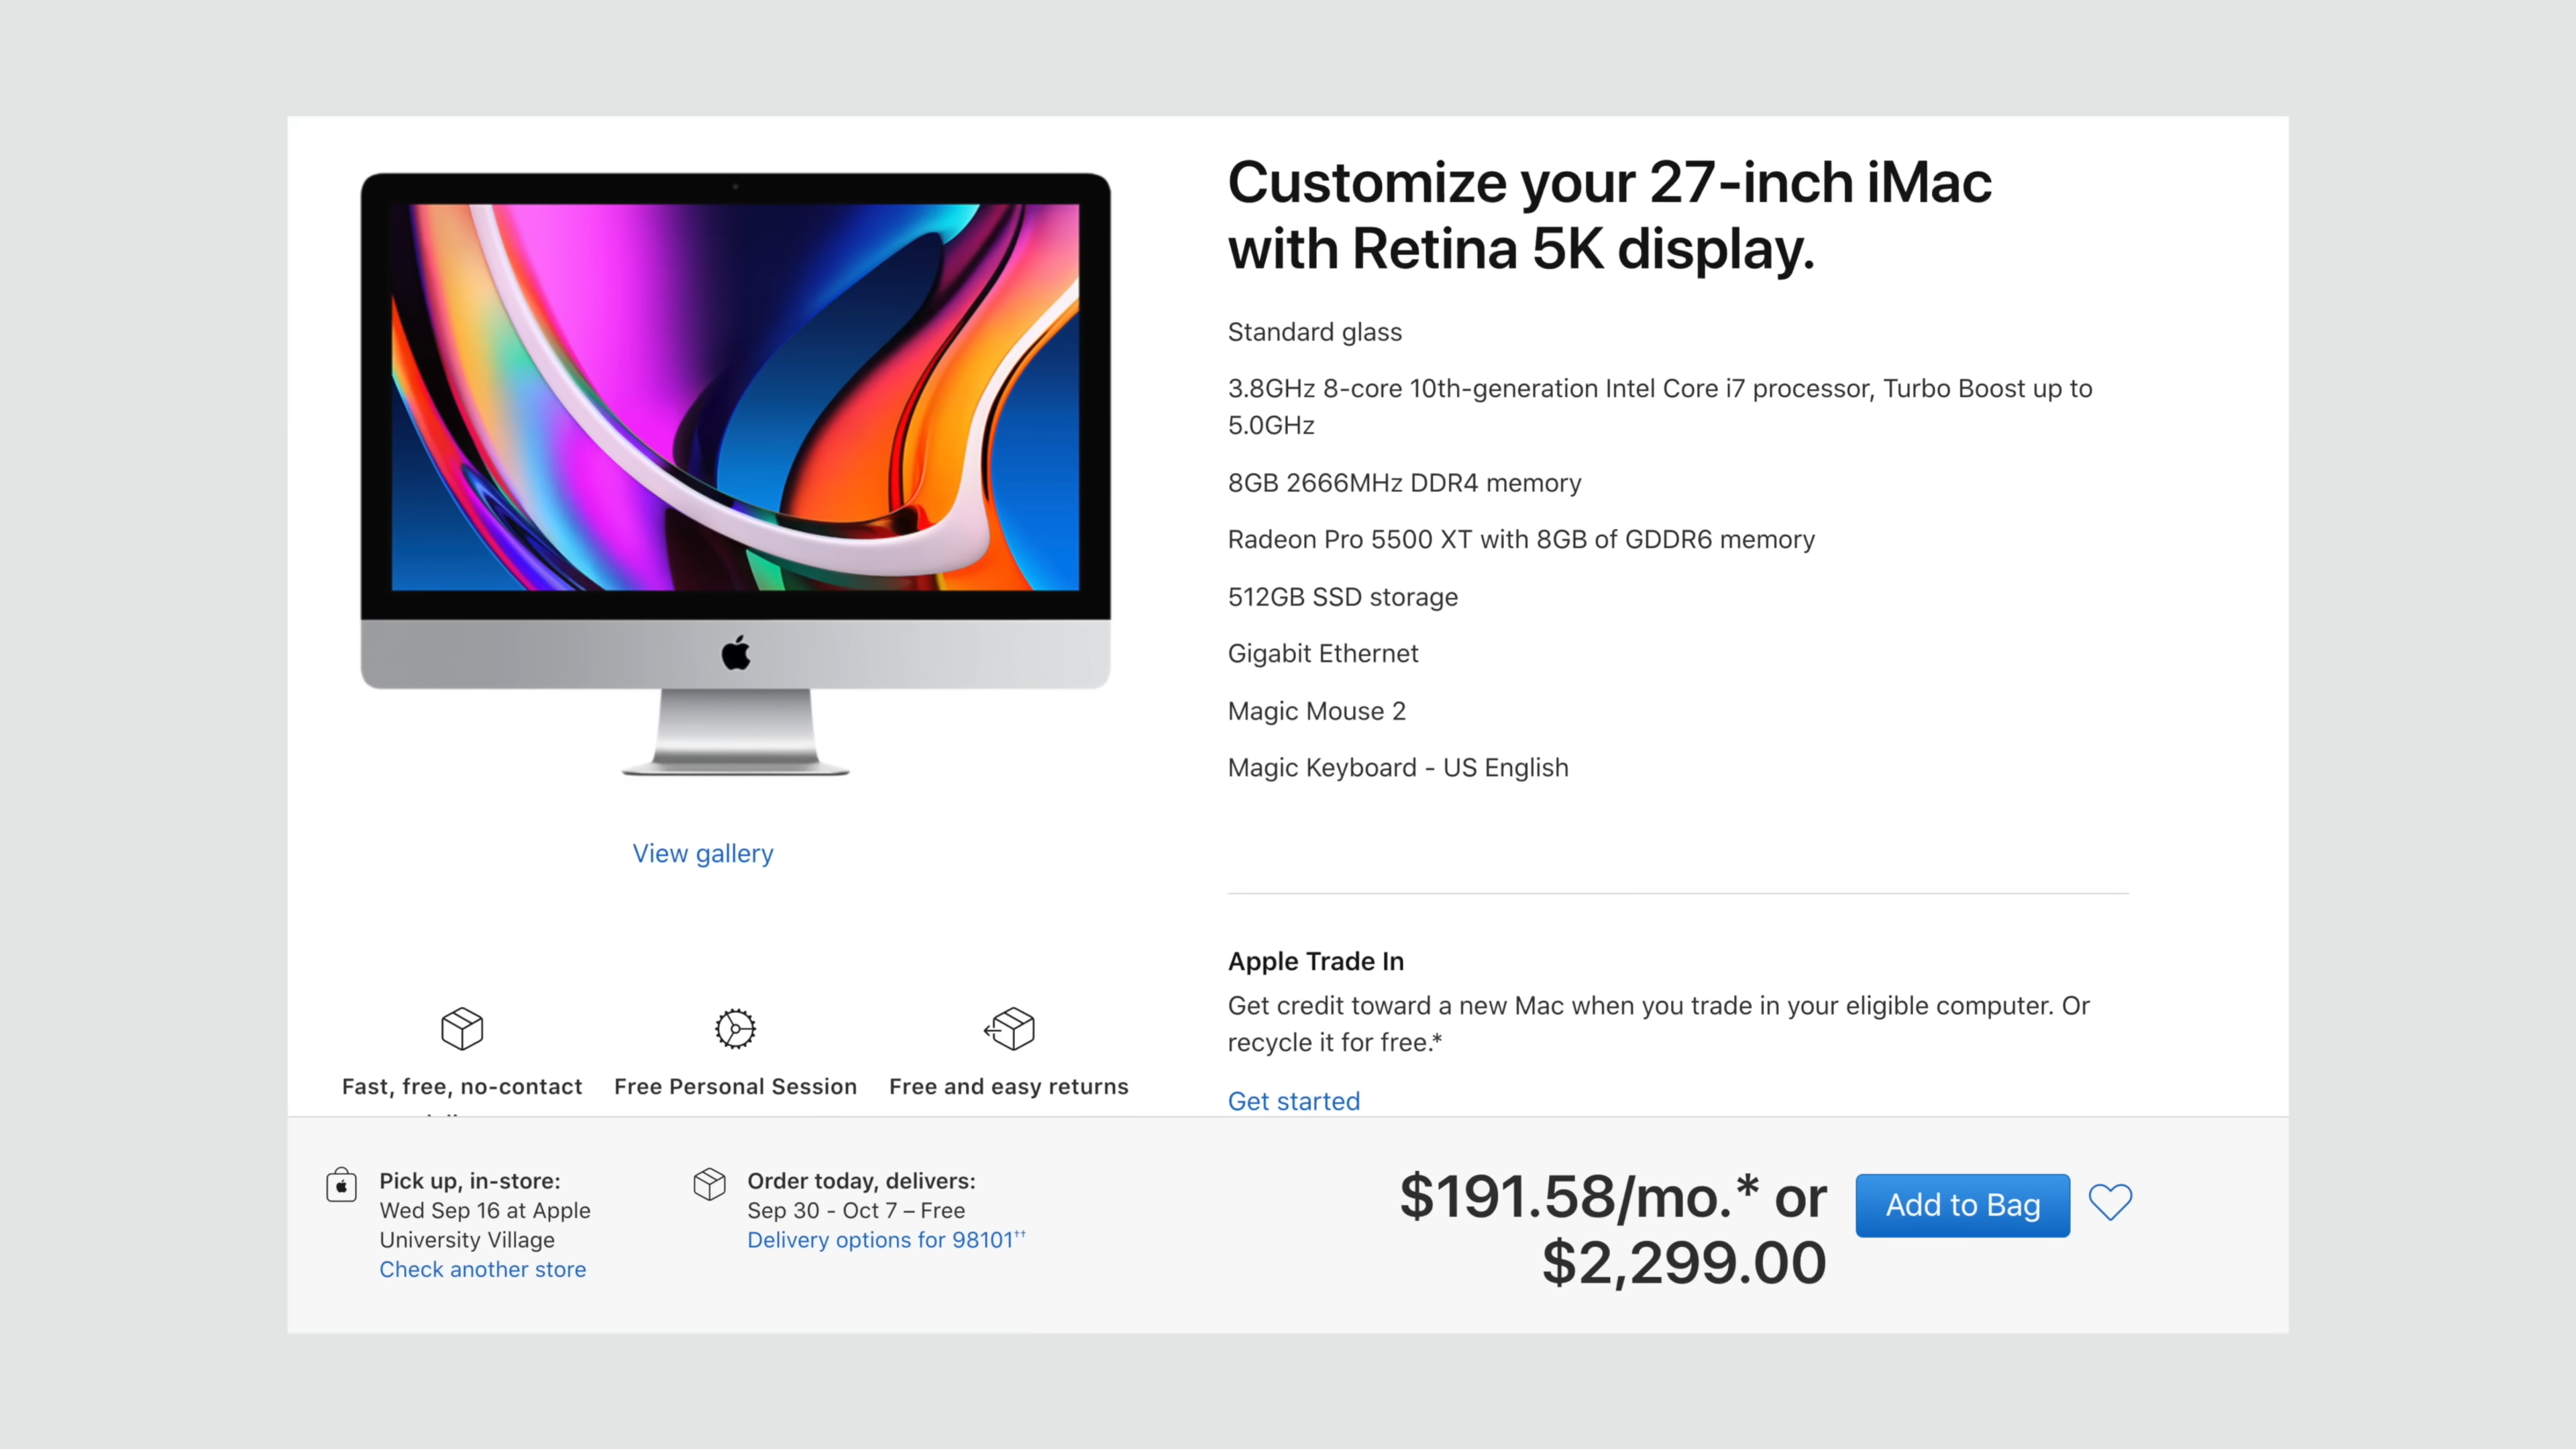 Customize your 27-inch iMac
with Retina 5K display.
Standard glass
3.8GHz 8-core 10th-generation Intel Core i7 processor, Turbo Boost up to
5.0GHz
8GB 2666MHz DDR4 memory
Radeon Pro 5500 XT with 8GB of GDDR6 memory
512GB SSD storage
Gigabit Ethernet
Magic Mouse 2
Magic Keyboard - US English
View gallery
Apple Trade In
Get credit toward a new Mac when you trade in your eligible computer. Or
recycle it for free.*
Get started
Fast, free, no-contact
Free Personal Session
Free and easy returns
Pick up, in-store:
Wed Sep 16 at Apple
University Village
Check another store
Order today, delivers:
Sep 30 - Oct 7 – Free
Delivery options for 98101††
$191.58/mo.* or
$2,299.00
Add to Bag